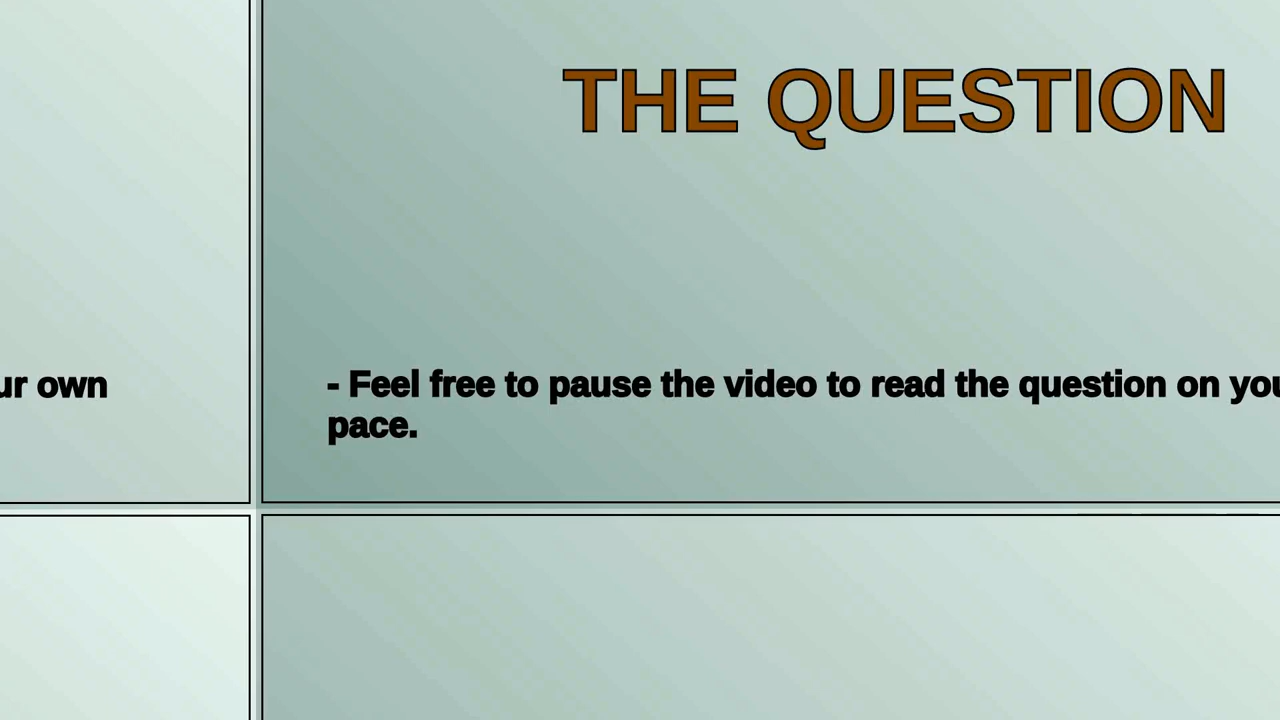 THE QUESTION
ur own
- Feel free to pause the video to read the question on you
pace.